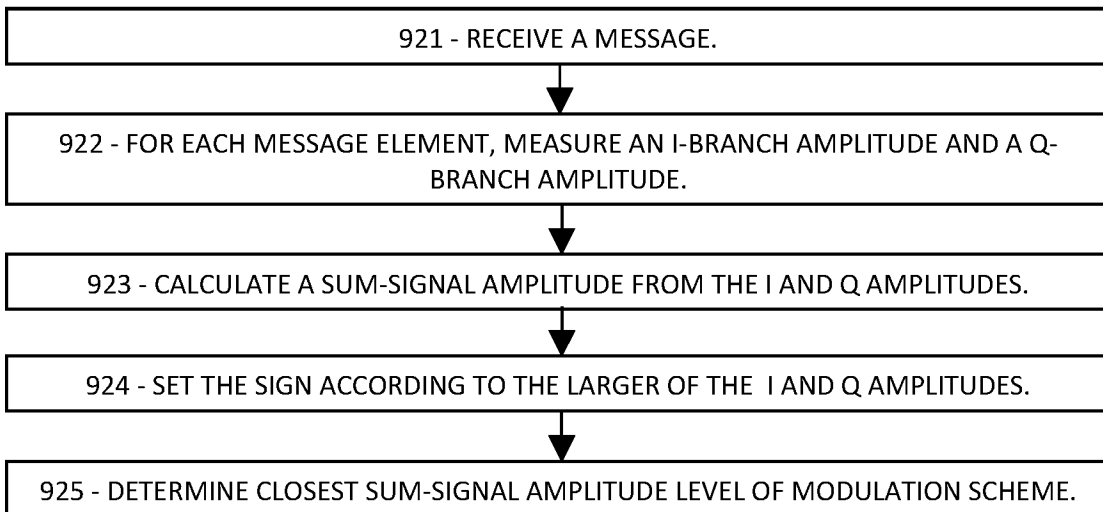 921 - RECEIVE A MESSAGE.
922 - FOR EACH MESSAGE ELEMENT, MEASURE AN I-BRANCH AMPLITUDE AND A Q-
BRANCH AMPLITUDE.
923 - CALCULATE A SUM-SIGNAL AMPLITUDE FROM THE I AND Q AMPLITUDES.
924 - SET THE SIGN ACCORDING TO THE LARGER OF THE I AND Q AMPLITUDES.
925 - DETERMINE CLOSEST SUM-SIGNAL AMPLITUDE LEVEL OF MODULATION SCHEME.